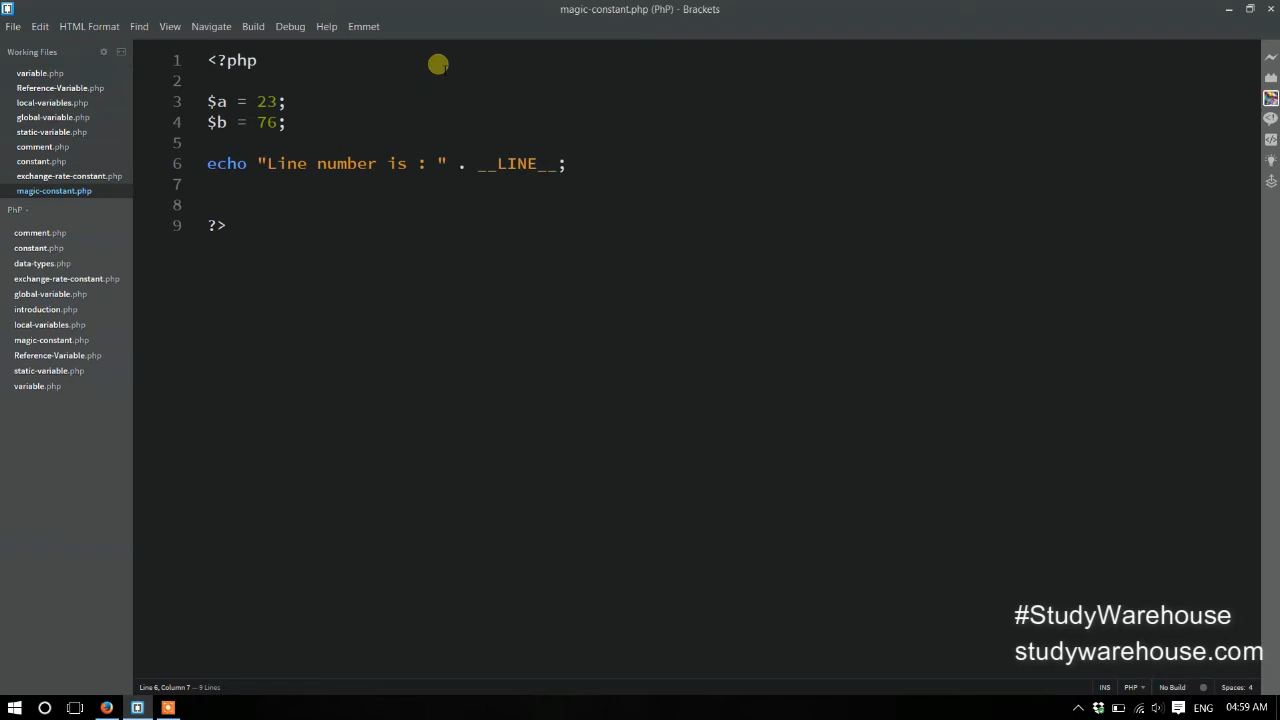 magic-constant.php (PhP) - Brackets
File Edit View HTML Format Find View Navigate Build Debug Help Emmet
Working Files
variable.php
Reference-Variable.php
local-variables.php
global-variable.php
static-variable.php
comment.php
constant.php
exchange-rate-constant.php
magic-constant.php
PhP
comment.php
constant.php
data-types.php
exchange-rate-constant.php
global-variable.php
introduction.php
local-variables.php
magic-constant.php
Reference-Variable.php
static-variable.php
variable.php
1 <?php
2
3 $a = 23;
4 $b = 76;
5
6 echo "Line number is : " . __LINE__;
7
8
9 ?>
#StudyWarehouse
studywarehouse.com
Line 6, Column 7 — 9 Lines
INS PHP No Build Spaces: 4
ENG 04:59 AM